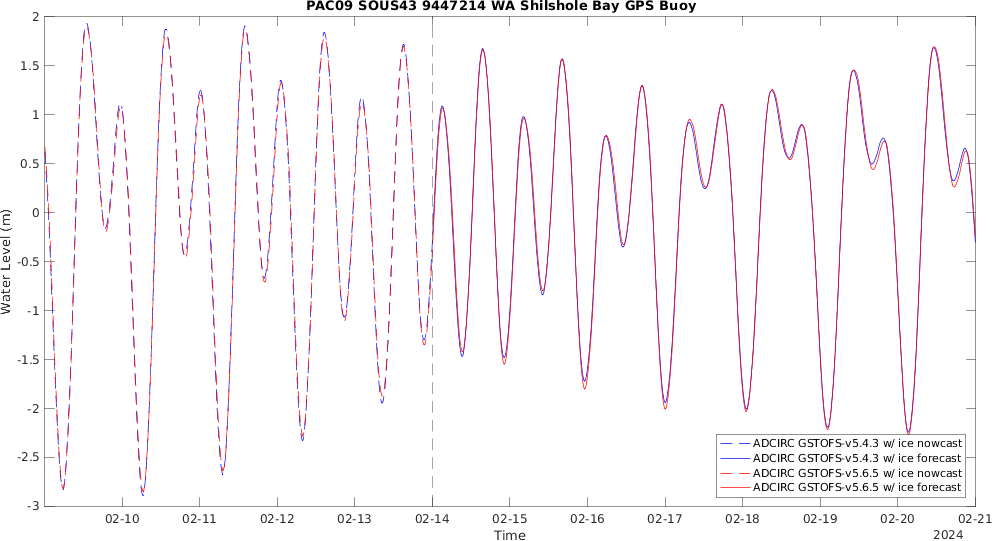 PAC09 SOUS43 9447214 WA Shilshole Bay GPS Buoy
2
1.5
1
0.5
0
-0.5
-1
-1.5
-2
-2.5
-3
Water Level (m)
ADCIRC GSTOFS-v5.4.3 w/ ice nowcast
ADCIRC GSTOFS-v5.4.3 w/ ice forecast
ADCIRC GSTOFS-v5.6.5 w/ ice nowcast
ADCIRC GSTOFS-v5.6.5 w/ ice forecast
02-10 02-11 02-12 02-13 02-14 02-15 02-16 02-17 02-18 02-19 02-20 02-21
Time
2024